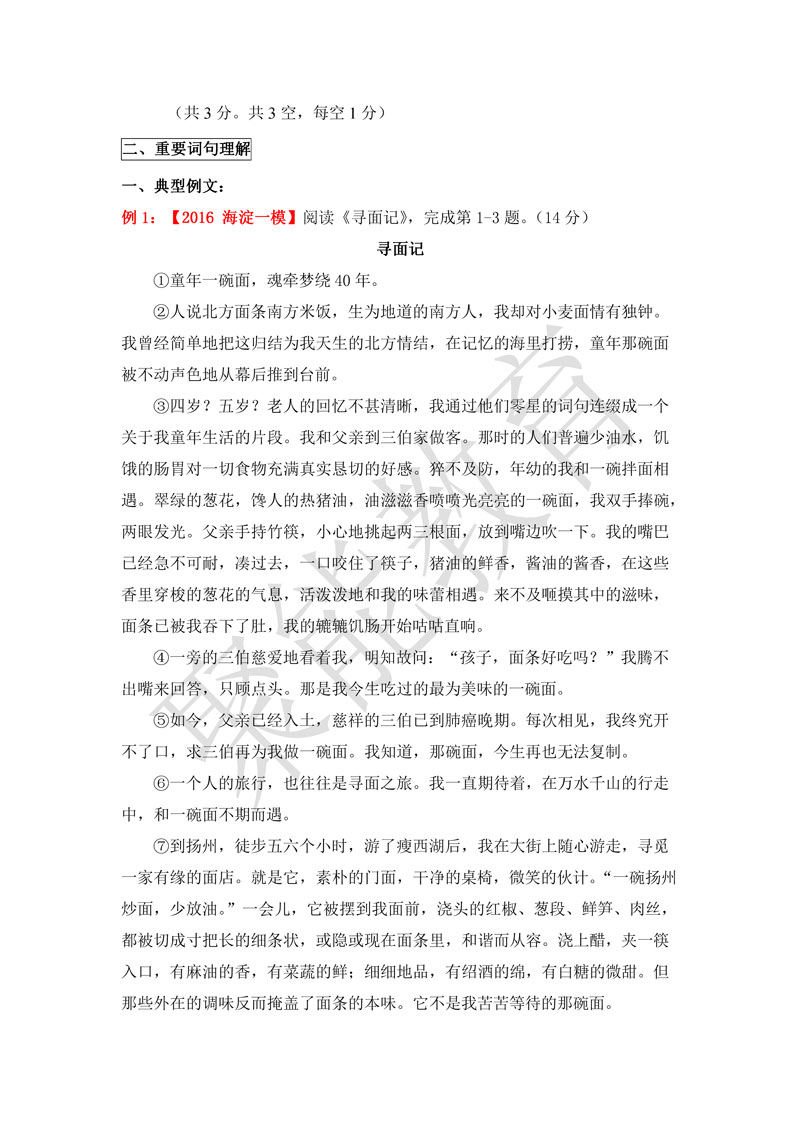 （共 3 分。共 3 空，每空 1 分）
二、重要词句理解
一、典型例文：
例 1：【2016 海淀一模】阅读《寻面记》，完成第 1-3 题。（14 分）
寻面记
①童年一碗面，魂牵梦绕 40 年。
②人说北方面条南方米饭，生为地道的南方人，我却对小麦面情有独钟。
我曾经简单地把这归结为我天生的北方情结，在记忆的海里打捞，童年那碗面
被不动声色地从幕后推到台前。
③四岁？五岁？老人的回忆不甚清晰，我通过他们零星的词句连缀成一个
关于我童年生活的片段。我和父亲到三伯家做客。那时的人们普遍少油水，饥
饿的肠胃对一切食物充满真实恳切的好感。猝不及防，年幼的我和一碗拌面相
遇。翠绿的葱花，馋人的热猪油，油滋滋香喷喷光亮亮的一碗面，我双手捧碗，
两眼发光。父亲手持竹筷，小心地挑起两三根面，放到嘴边吹一下。我的嘴巴
已经急不可耐，凑过去，一口咬住了筷子，猪油的鲜香，酱油的酱香，在这些
香里穿梭的葱花的气息，活泼泼地和我的味蕾相遇。来不及咂摸其中的滋味，
面条已被我吞下了肚，我的辘辘饥肠开始咕咕直响。
④一旁的三伯慈爱地看着我，明知故问：“孩子，面条好吃吗？”我腾不
出嘴来回答，只顾点头。那是我今生吃过的最为美味的一碗面。
⑤如今，父亲已经入土，慈祥的三伯已到肺癌晚期。每次相见，我终究开
不了口，求三伯再为我做一碗面。我知道，那碗面，今生再也无法复制。
⑥一个人的旅行，也往往是寻面之旅。我一直期待着，在万水千山的行走
中，和一碗面不期而遇。
⑦到扬州，徒步五六个小时，游了瘦西湖后，我在大街上随心游走，寻觅
一家有缘的面店。就是它，素朴的门面，干净的桌椅，微笑的伙计。“一碗扬州
炒面，少放油。”一会儿，它被摆到我面前，浇头的红椒、葱段、鲜笋、肉丝，
都被切成寸把长的细条状，或隐或现在面条里，和谐而从容。浇上醋，夹一筷
入口，有麻油的香，有菜蔬的鲜；细细地品，有绍酒的绵，有白糖的微甜。但
那些外在的调味反而掩盖了面条的本味。它不是我苦苦等待的那碗面。
聚能教育